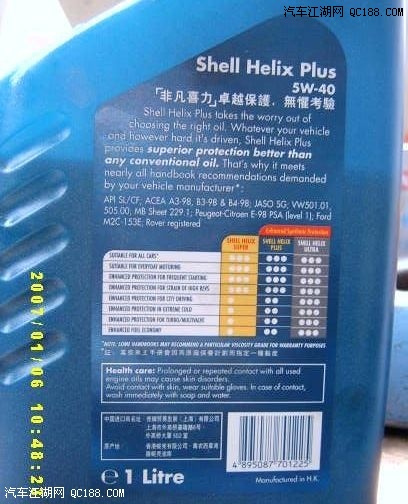 汽车江湖网 QC188.com
Shell Helix Plus
5W-40
「非凡喜力」卓越保護，無懼考驗
Shell Helix Plus takes the worry out of
choosing the right oil. Whatever your vehicle
and however hard it's driven, Shell Helix Plus
provides superior protection better than
any conventional oil. That's why it meets
nearly all handbook recommendations demanded
by your vehicle manufacturer*:
API SL/CF; ACEA A3-98, B3-98 & B4-98; JASO 5G; VW501.01,
505.00; MB Sheet 229.1; Peugeot-Citroen E-98 PSA (level 1); Ford
M2C-153E; Rover registered
Enhanced Synthetic Protection
SHELL HELIX SUPER
SHELL HELIX PLUS
SHELL HELIX ULTRA
SUITABLE FOR ALL CARS*
SUITABLE FOR EVERYDAY MOTORING
ENHANCED PROTECTION FOR FREQUENT STARTING
ENHANCED PROTECTION FOR STRAIN OF HIGH REVS
ENHANCED PROTECTION FOR CITY DRIVING
ENHANCED PROTECTION IN EXTREME COLD
ENHANCED PROTECTION FOR TURBO/MULTIVALVE
ENHANCED FUEL ECONOMY
*NOTE: LONG HANDBOOKS MAY RECOMMEND A PARTICULAR VISCOSITY GRADE FOR WARRANTY
Health care: Prolonged or repeated contact with all used
engine oils may cause skin disorders.
Avoid contact with skin, wear suitable gloves. In case of contact,
wash immediately with soap and water.
2007/01/06 10:48:2
℮ 1 Litre
4 895087 701225
Manufactured in H.K.
汽车江湖网 QC188.com